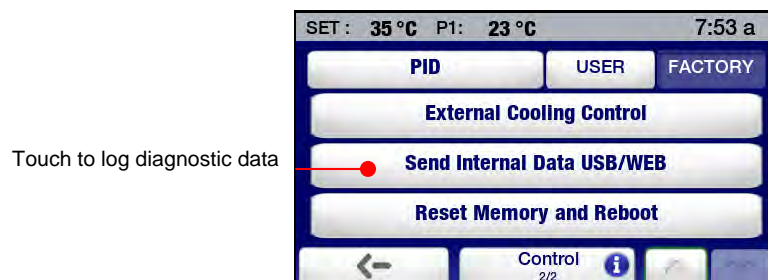 SET : 35 °C P1: 23 °C 7:53 a
PID USER FACTORY
External Cooling Control
Touch to log diagnostic data
Send Internal Data USB/WEB
Reset Memory and Reboot
Control
2/2